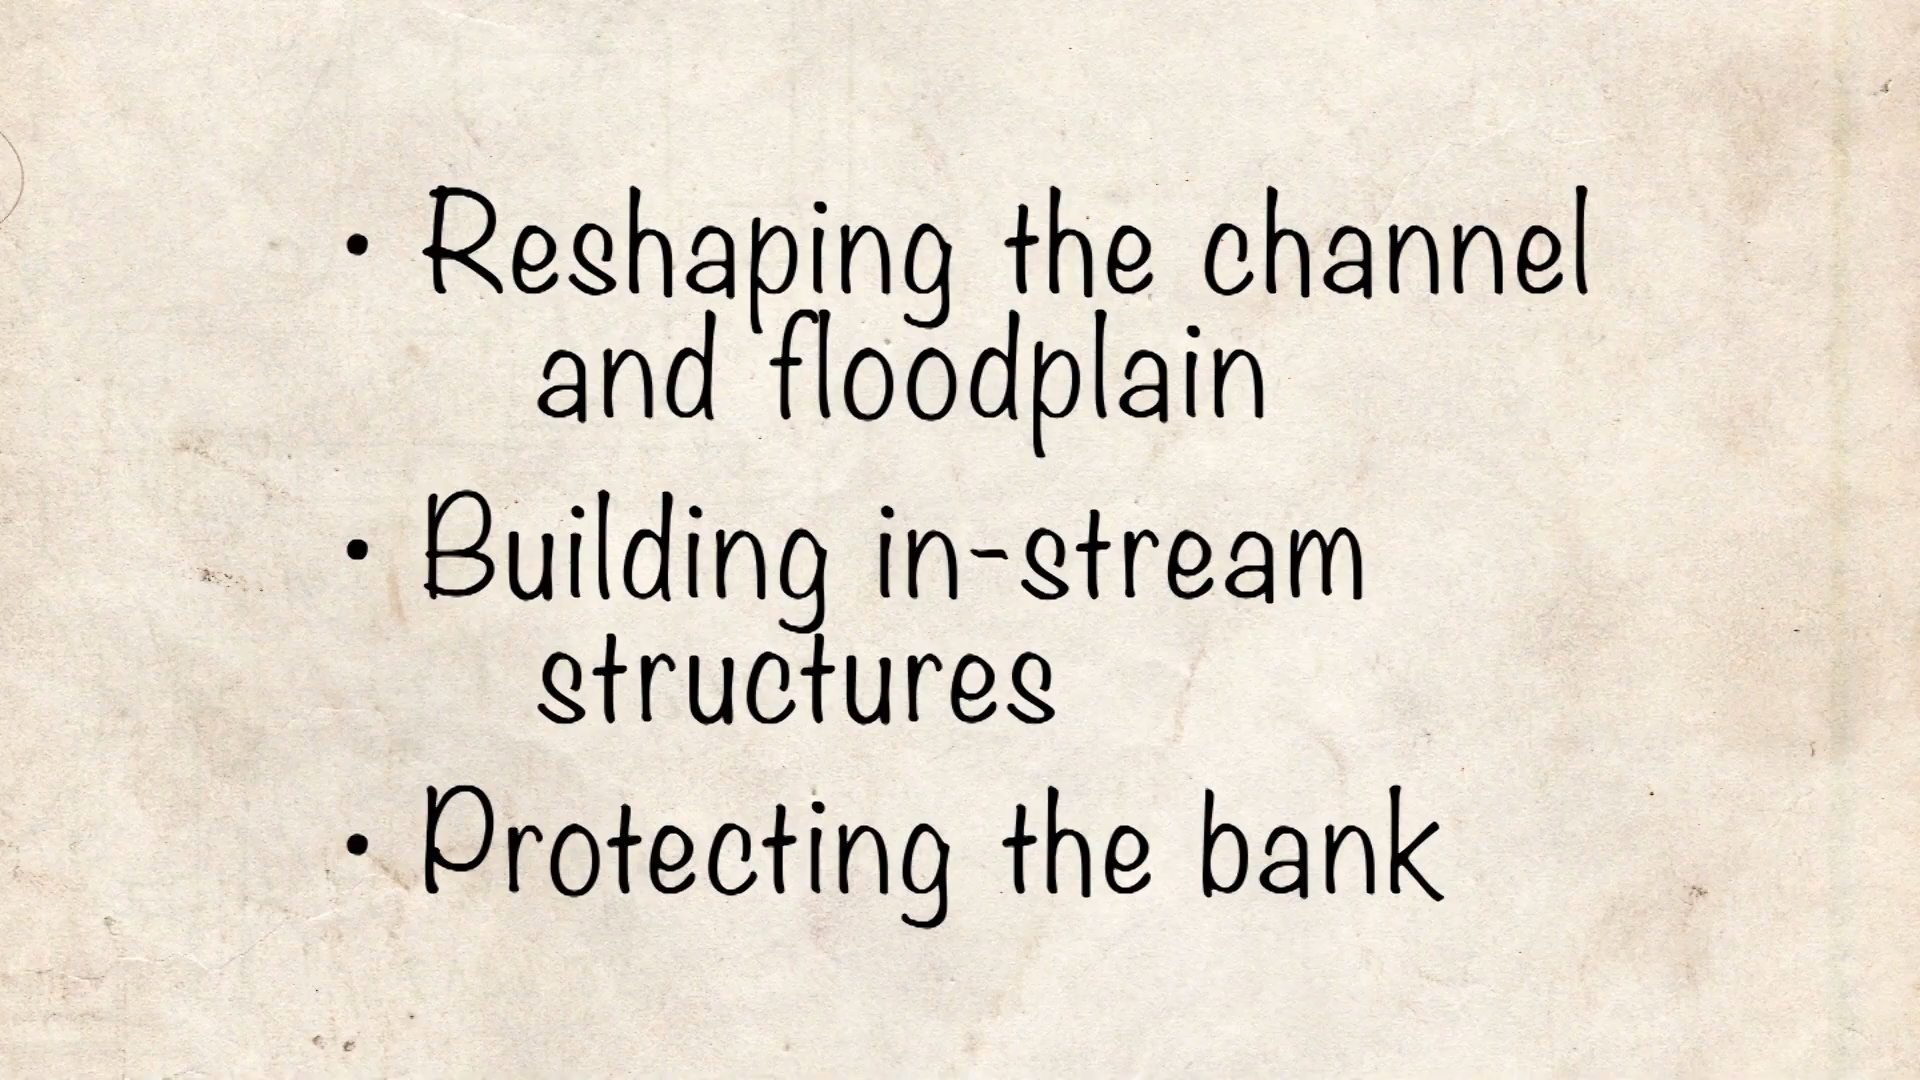 • Reshaping the channel
and floodplain
• Building in-stream
structures
• Protecting the bank